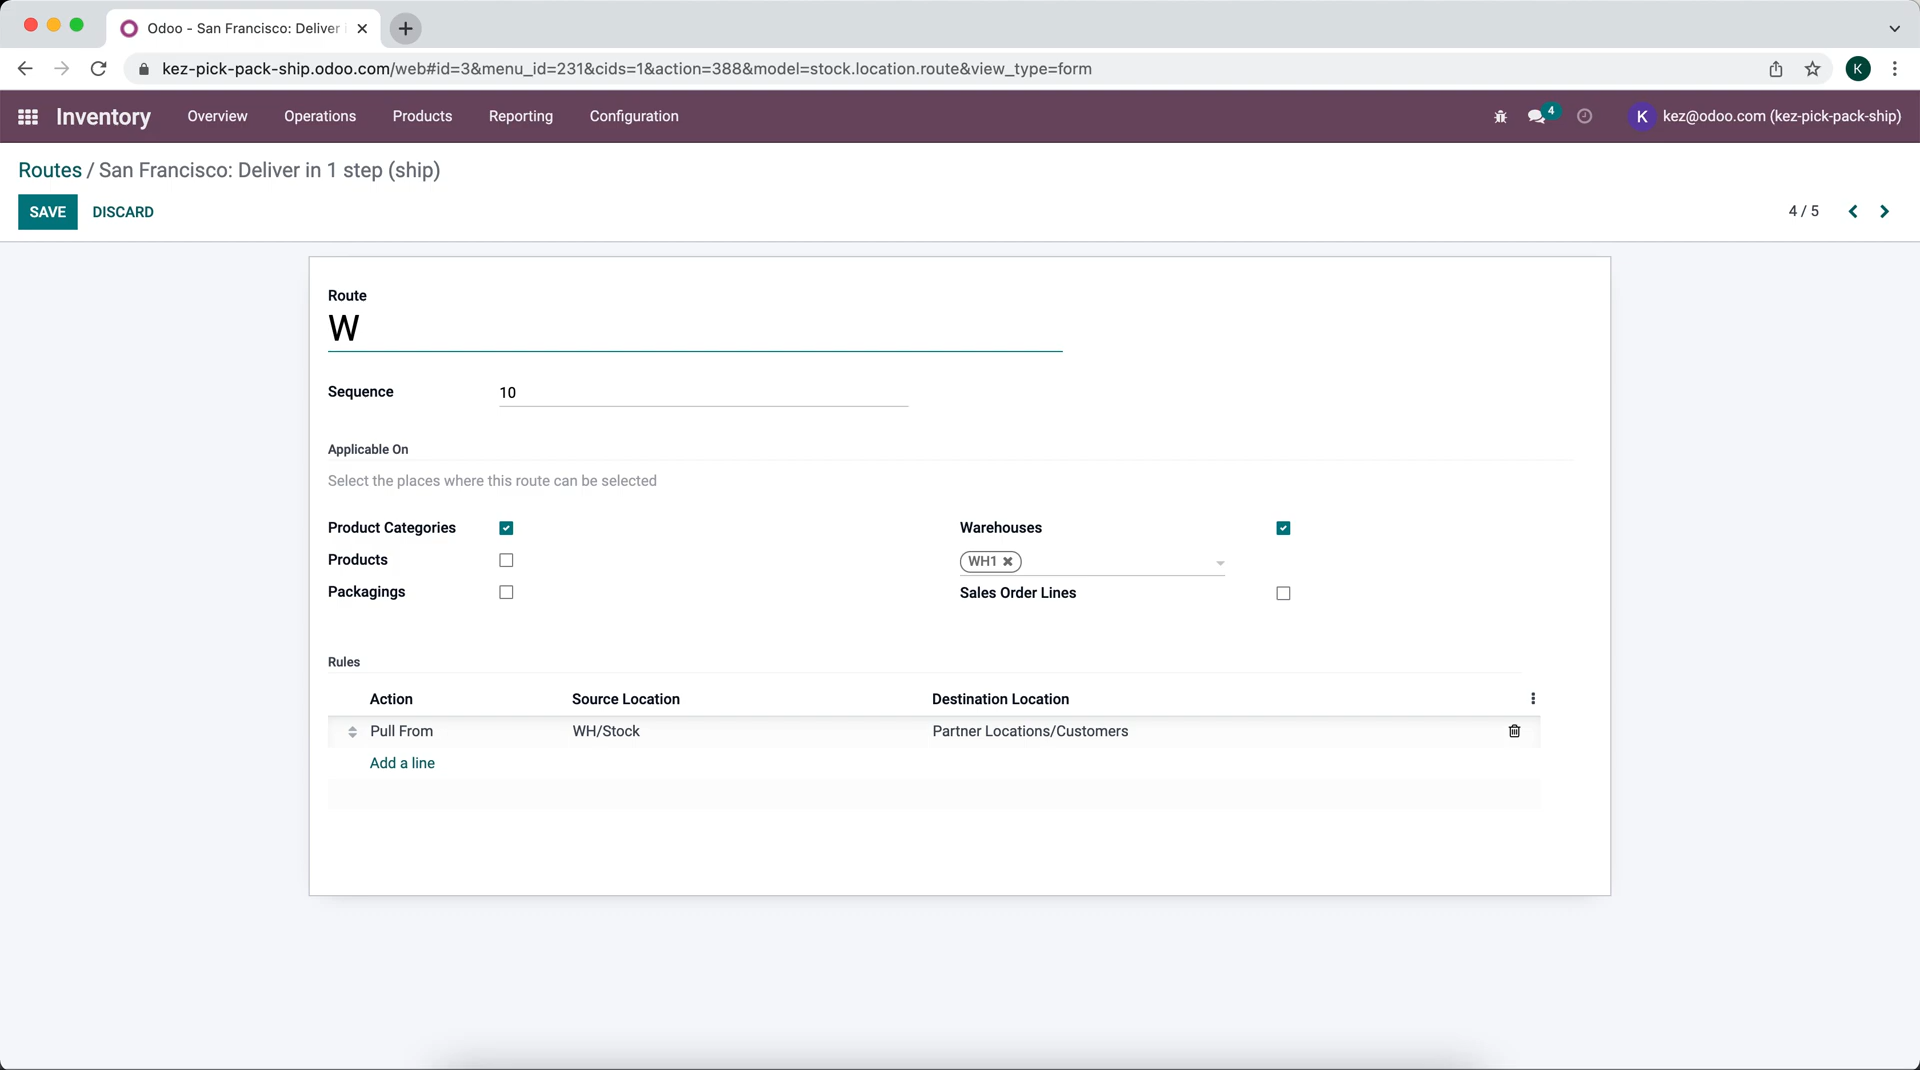 Odoo - San Francisco: Deliver i
kez-pick-pack-ship.odoo.com/web#id=3&menu_id=231&cids=1&action=388&model=stock.location.route&view_type=form
K
Inventory Overview Operations Products Reporting Configuration
4
K kez@odoo.com (kez-pick-pack-ship)
Routes / San Francisco: Deliver in 1 step (ship)
SAVE DISCARD
4 / 5
Route
W
Sequence 10
Applicable On
Select the places where this route can be selected
Product Categories
Products
Packagings
Warehouses
WH1
Sales Order Lines
Rules
Action Source Location Destination Location
Pull From WH/Stock Partner Locations/Customers
Add a line